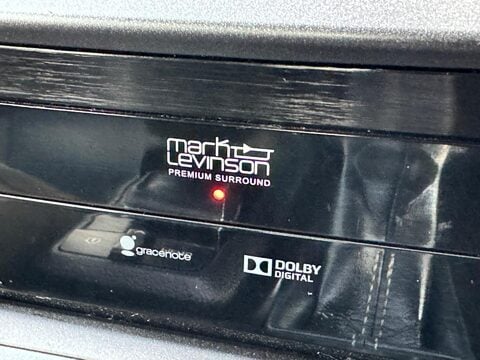 mark
Levinson
PREMIUM SURROUND
gracenote
DOLBY
DIGITAL